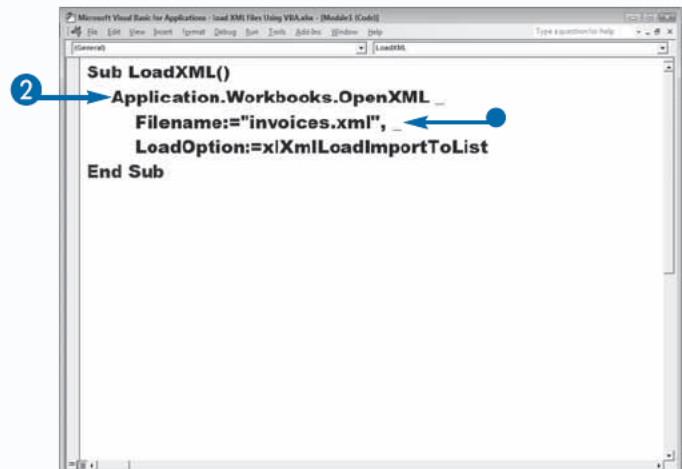 Microsoft Visual Basic for Applications - Load XML Files Using VBA.xlsx - [Module1 (Code)]
File Edit View Insert Format Debug Run Tools Add-Ins Window Help Type a question for help
(General) LoadXML
Sub LoadXML()
2 Application.Workbooks.OpenXML _
Filename:="invoices.xml", _
LoadOption:=xlXmlLoadImportToList
End Sub